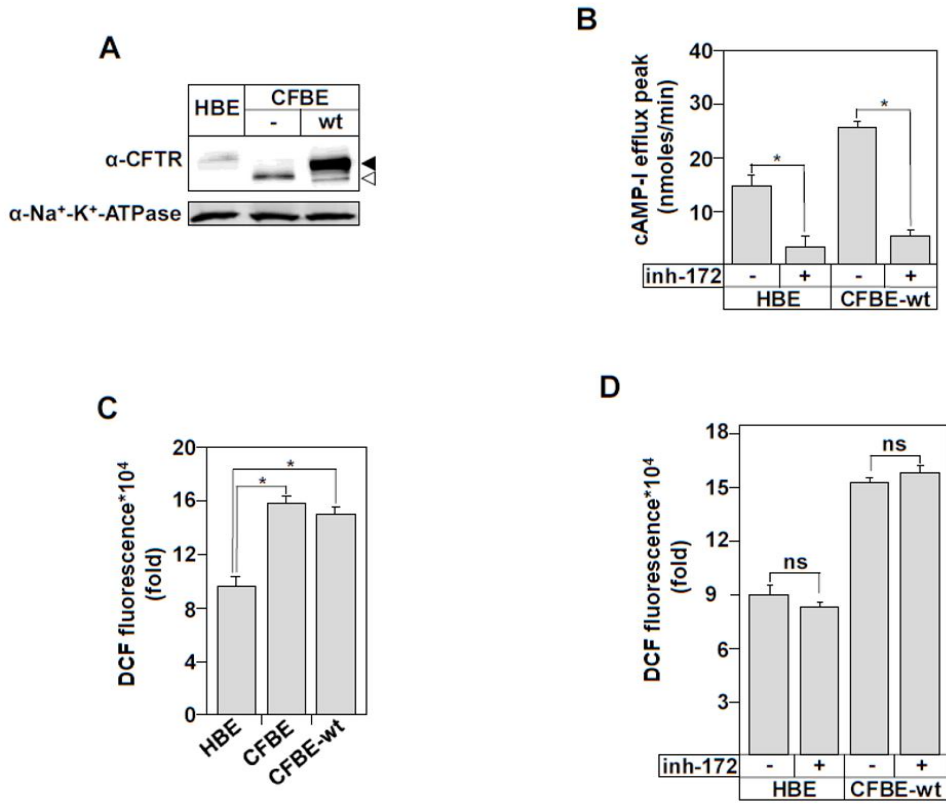 A
HBE
CFBE
-
wt
α-CFTR
α-Na⁺-K⁺-ATPase
B
cAMP-I efflux peak
(nmoles/min)
40
30
20
10
*
*
inh-172
-
+
-
+
HBE
CFBE-wt
C
DCF fluorescence*10⁴
(fold)
20
16
12
8
4
0
*
*
HBE
CFBE
CFBE-wt
D
DCF fluorescence*10⁴
(fold)
18
15
12
9
6
3
ns
ns
inh-172
-
+
-
+
HBE
CFBE-wt